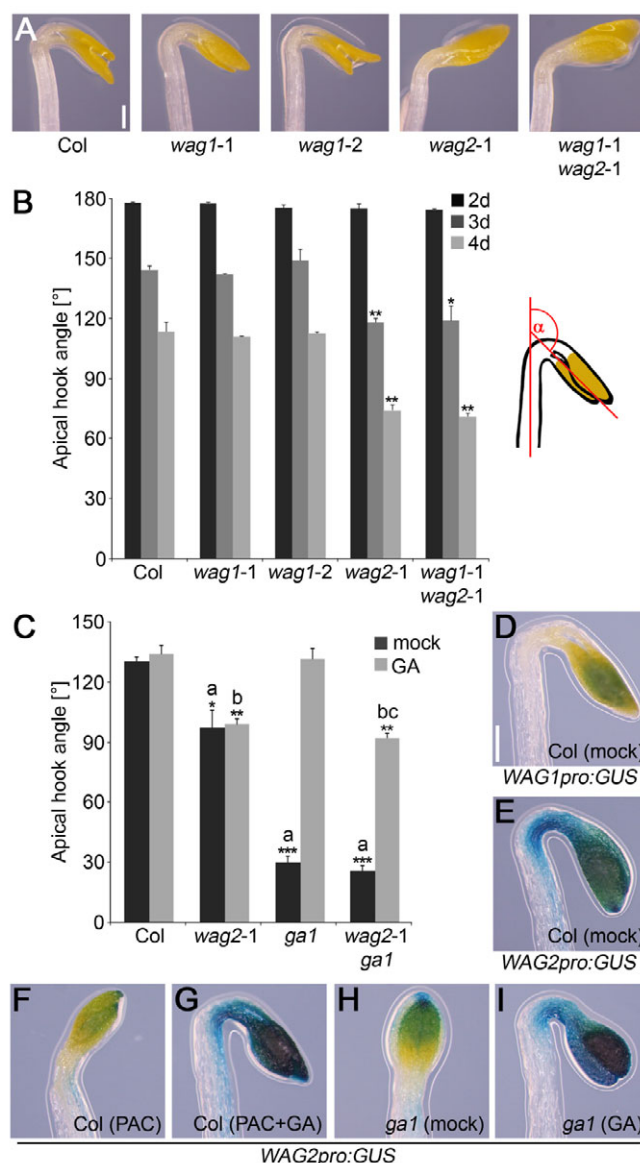 A
Col
wag1-1
wag1-2
wag2-1
wag1-1
wag2-1
B
Apical hook angle [°]
180
150
120
90
60
30
0
2d
3d
4d
**
**
*
**
α
Col
wag1-1
wag1-2
wag2-1
wag1-1
wag2-1
C
Apical hook angle [°]
150
120
90
60
30
0
mock
GA
a
*
b
**
a
***
a
***
bc
**
Col
wag2-1
ga1
wag2-1
ga1
D
Col (mock)
WAG1pro:GUS
E
Col (mock)
WAG2pro:GUS
F
Col (PAC)
G
Col (PAC+GA)
H
ga1 (mock)
I
ga1 (GA)
WAG2pro:GUS